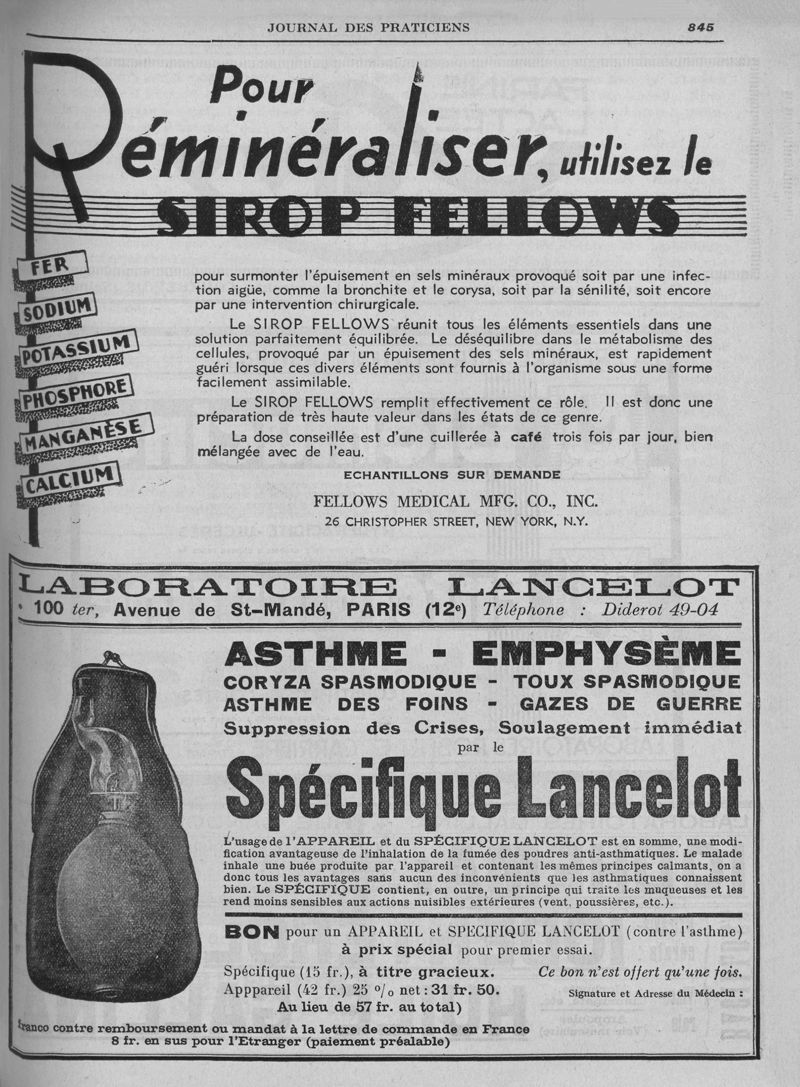 JOURNAL DES PRATICIENS 845
Pour
Réminéraliser, utilisez le
SIROP FELLOWS
FER
SODIUM
POTASSIUM
PHOSPHORE
MANGANÈSE
CALCIUM
pour surmonter l'épuisement en sels minéraux provoqué soit par une infec-
tion aigüe, comme la bronchite et le corysa, soit par la sénilité, soit encore
par une intervention chirurgicale.
Le SIROP FELLOWS réunit tous les éléments essentiels dans une
solution parfaitement équilibrée. Le déséquilibre dans le métabolisme des
cellules, provoqué par un épuisement des sels minéraux, est rapidement
guéri lorsque ces divers éléments sont fournis à l'organisme sous une forme
facilement assimilable.
Le SIROP FELLOWS remplit effectivement ce rôle. Il est donc une
préparation de très haute valeur dans les états de ce genre.
La dose conseillée est d'une cuillerée à café trois fois par jour, bien
mélangée avec de l'eau.
ECHANTILLONS SUR DEMANDE
FELLOWS MEDICAL MFG. CO., INC.
26 CHRISTOPHER STREET, NEW YORK, N.Y.
LABORATOIRE LANCELOT
100 ter, Avenue de St-Mandé, PARIS (12e) Téléphone : Diderot 49-04
ASTHME - EMPHYSÈME
CORYZA SPASMODIQUE - TOUX SPASMODIQUE
ASTHME DES FOINS - GAZES DE GUERRE
Suppression des Crises, Soulagement immédiat
par le
Spécifique Lancelot
L'usage de l'APPAREIL et du SPÉCIFIQUE LANCELOT est en somme, une modi-
fication avantageuse de l'inhalation de la fumée des poudres anti-asthmatiques. Le malade
inhale une buée produite par l'appareil et contenant les mêmes principes calmants, on a
donc tous les avantages sans aucun des inconvénients que les asthmatiques connaissent
bien. Le SPÉCIFIQUE contient, en outre, un principe qui traite les muqueuses et les
rend moins sensibles aux actions nuisibles extérieures (vent, poussières, etc.).
BON pour un APPAREIL et SPECIFIQUE LANCELOT (contre l'asthme)
à prix spécial pour premier essai.
Spécifique (15 fr.), à titre gracieux. Ce bon n'est offert qu'une fois.
Apppareil (42 fr.) 25 % net : 31 fr. 50. Signature et Adresse du Médecin :
Au lieu de 57 fr. au total)
franco contre remboursement ou mandat à la lettre de commande en France
8 fr. en sus pour l'Etranger (paiement préalable)